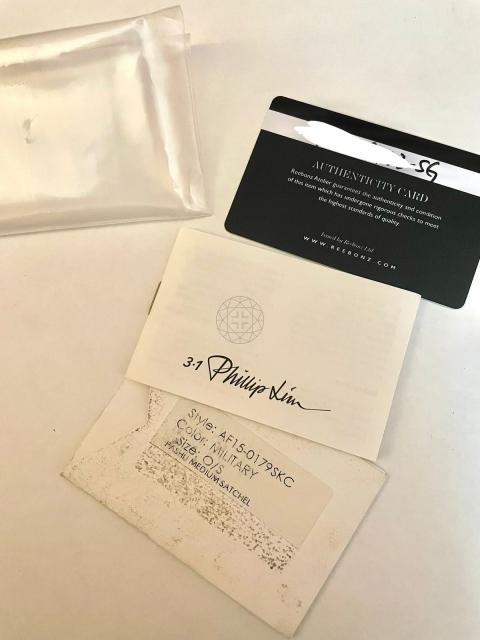 -SG
AUTHENTICITY CARD
Reebonz Atelier guarantees the authenticity and condition
of this item which has undergone rigorous checks to meet
the highest standards of quality
Issued by Reebonz Ltd
WWW.REEBONZ.COM
3.1 Phillip Lim
Style: AF15-0179SKC
Color: MILITARY
Size: O/S
PASHLI MEDIUM SATCHEL